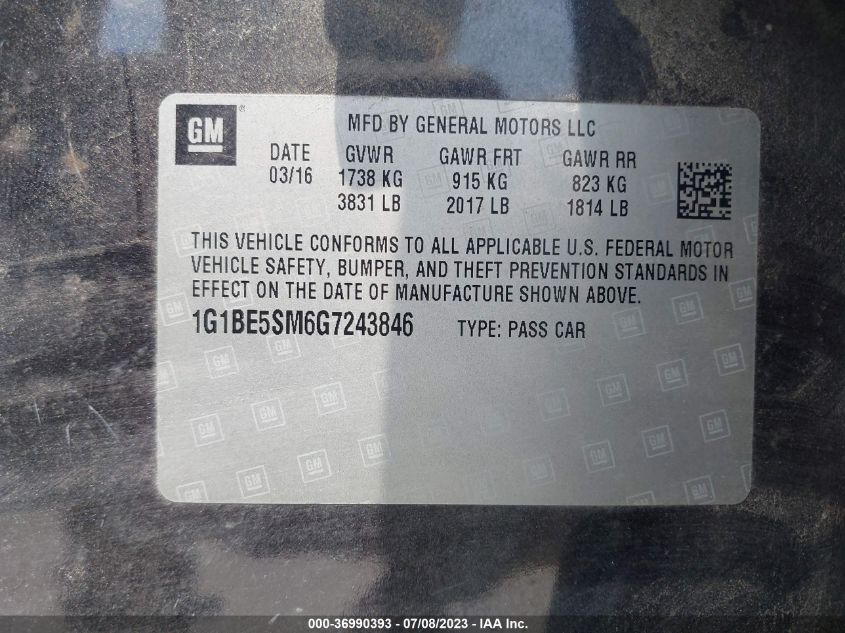 GM ® MFD BY GENERAL MOTORS LLC
DATE GVWR GAWR FRT GAWR RR
03/16 1738 KG 915 KG 823 KG
3831 LB 2017 LB 1814 LB
THIS VEHICLE CONFORMS TO ALL APPLICABLE U.S. FEDERAL MOTOR
VEHICLE SAFETY, BUMPER, AND THEFT PREVENTION STANDARDS IN
EFFECT ON THE DATE OF MANUFACTURE SHOWN ABOVE.
1G1BE5SM6G7243846 TYPE: PASS CAR
000-36990393 - 07/08/2023 - IAA Inc.